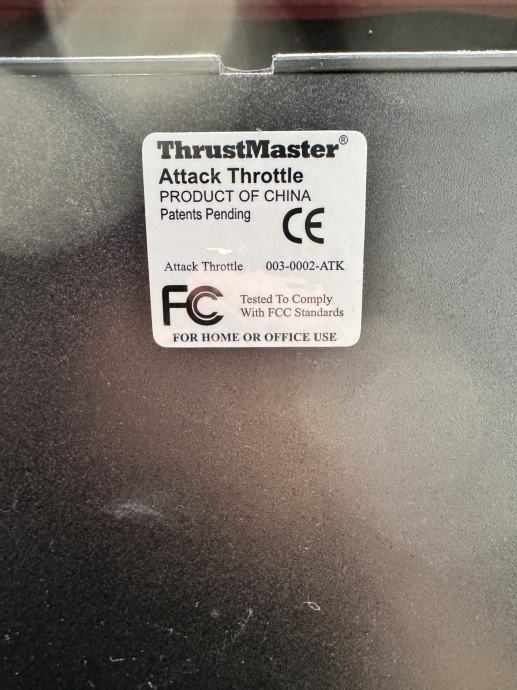 ThrustMaster®
Attack Throttle
PRODUCT OF CHINA
Patents Pending
CE
Attack Throttle 003-0002-ATK
FC Tested To Comply
With FCC Standards
FOR HOME OR OFFICE USE